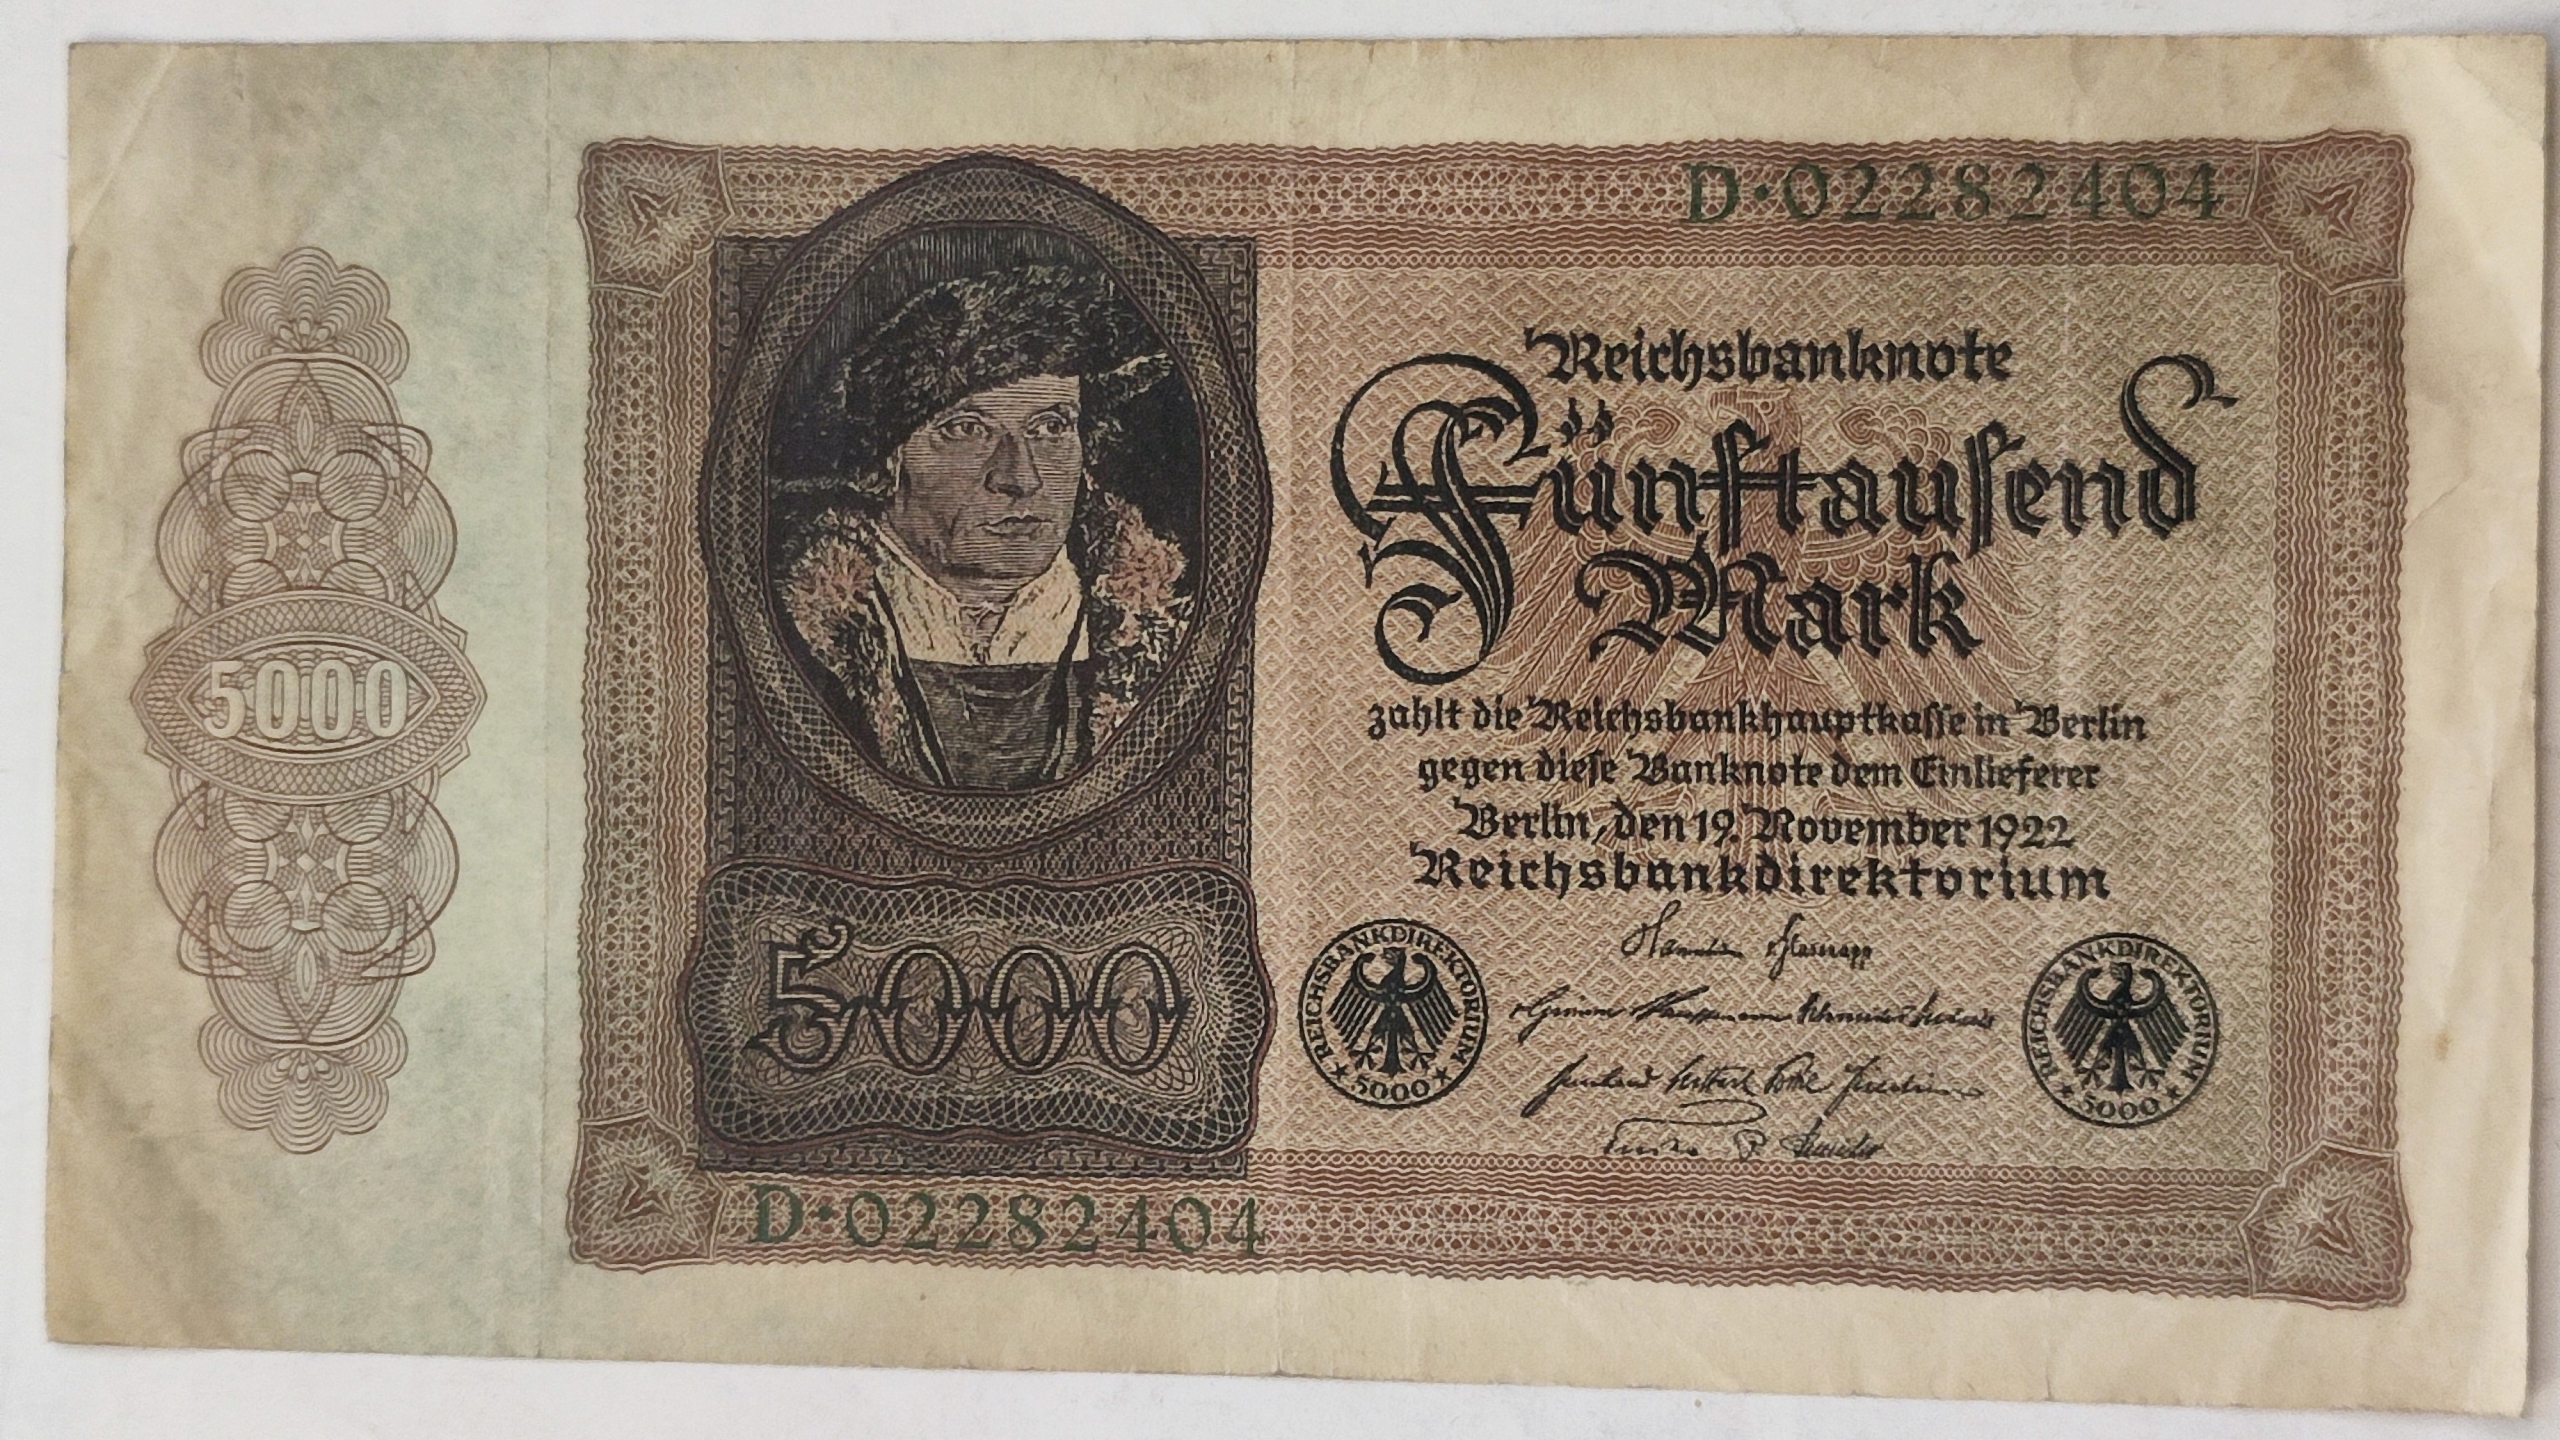 D·02282404
Reichsbanknote
Fünftausend
Mark
5000
zahlt die Reichsbankhauptkasse in Berlin
gegen diese Banknote dem Einlieferer
Berlin, den 19. November 1922
Reichsbankdirektorium
5000
REICHSBANKDIREKTORIUM
★ 5000 ★
REICHSBANKDIREKTORIUM
★ 5000 ★
D·02282404